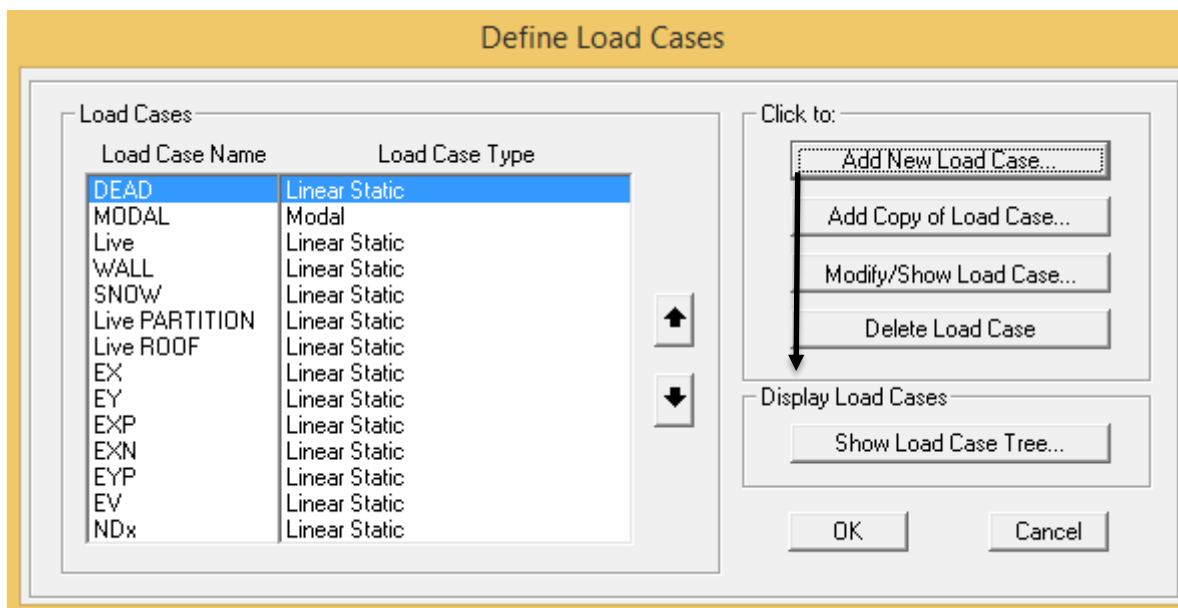 Define Load Cases
Load Cases
Load Case Name Load Case Type
DEAD Linear Static
MODAL Modal
Live Linear Static
WALL Linear Static
SNOW Linear Static
Live PARTITION Linear Static
Live ROOF Linear Static
EX Linear Static
EY Linear Static
EXP Linear Static
EXN Linear Static
EYP Linear Static
EV Linear Static
NDx Linear Static
Click to:
Add New Load Case...
Add Copy of Load Case...
Modify/Show Load Case...
Delete Load Case
Display Load Cases
Show Load Case Tree...
OK Cancel